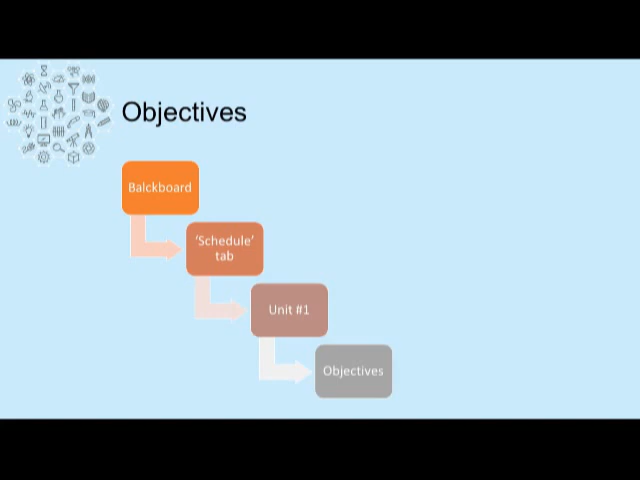 Objectives
Balckboard
‘Schedule’
tab
Unit #1
Objectives